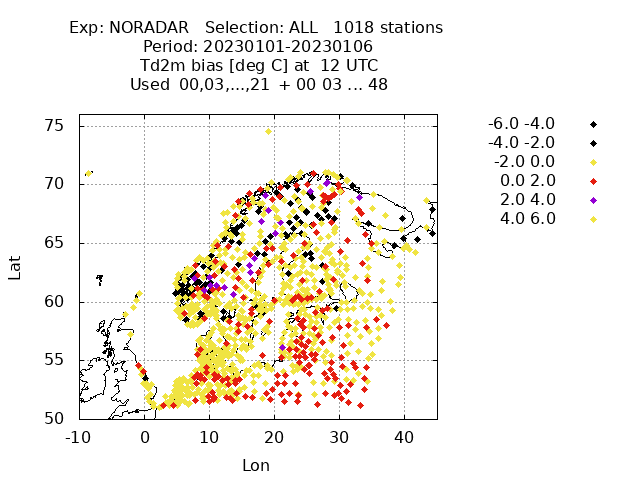 Exp: NORADAR Selection: ALL 1018 stations
Period: 20230101-20230106
Td2m bias [deg C] at 12 UTC
Used 00,03,...,21 + 00 03 ... 48
-6.0 -4.0
-4.0 -2.0
-2.0 0.0
0.0 2.0
2.0 4.0
4.0 6.0
75
70
65
60
55
50
Lat
-10 0 10 20 30 40
Lon